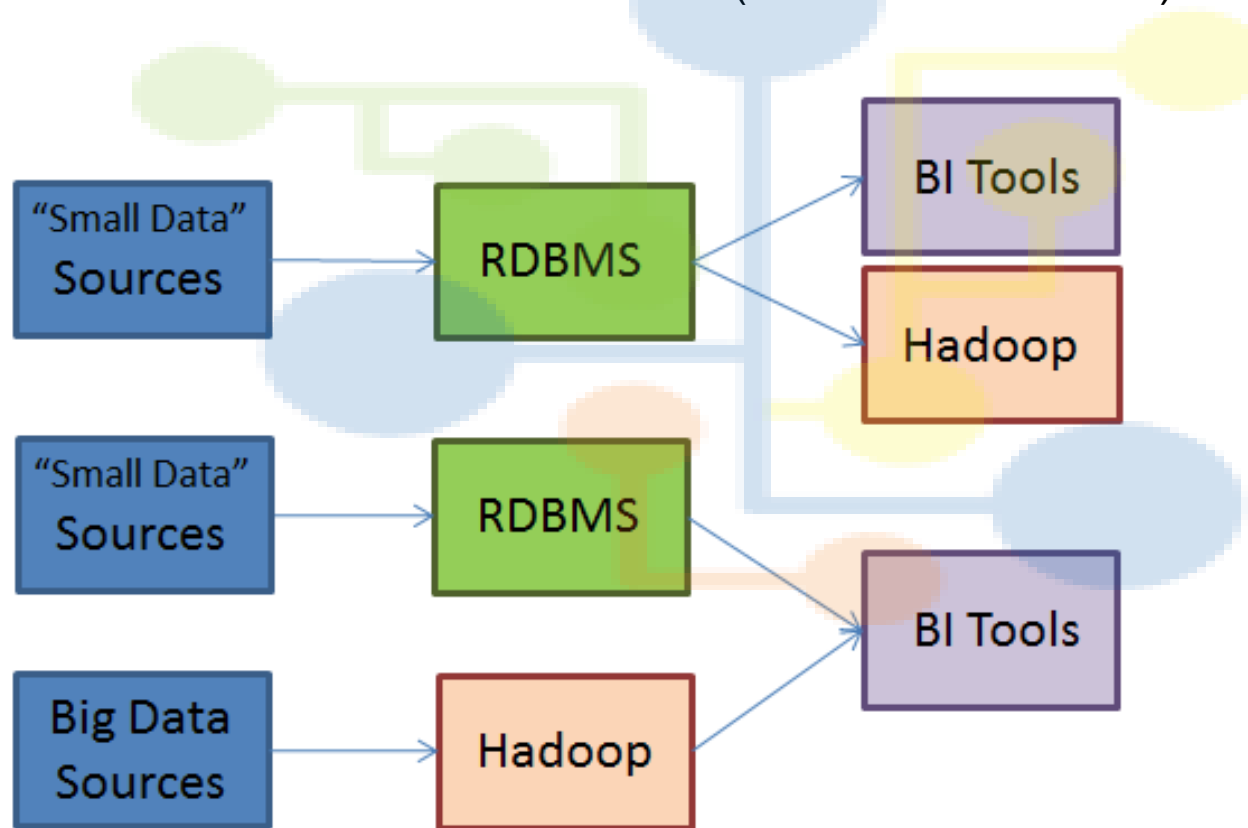 (
)
"Small Data"
Sources
RDBMS
BI Tools
Hadoop
"Small Data"
Sources
RDBMS
BI Tools
Big Data
Sources
Hadoop